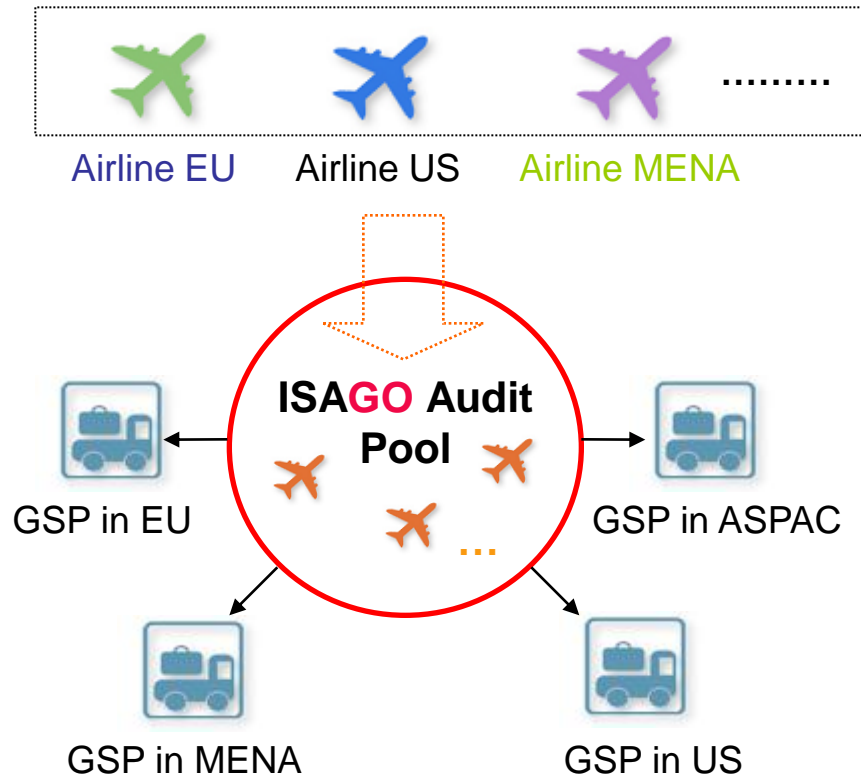 .........
Airline EU Airline US Airline MENA
ISAGO Audit
Pool
...
GSP in EU GSP in ASPAC
GSP in MENA GSP in US